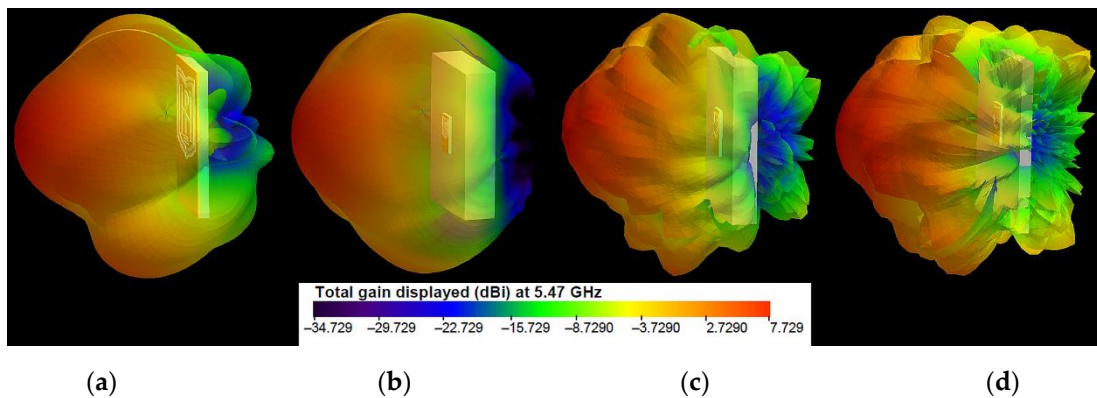 Total gain displayed (dBi) at 5.47 GHz
–34.729 –29.729 –22.729 –15.729 –8.7290 –3.7290 2.7290 7.729
(a) (b) (c) (d)